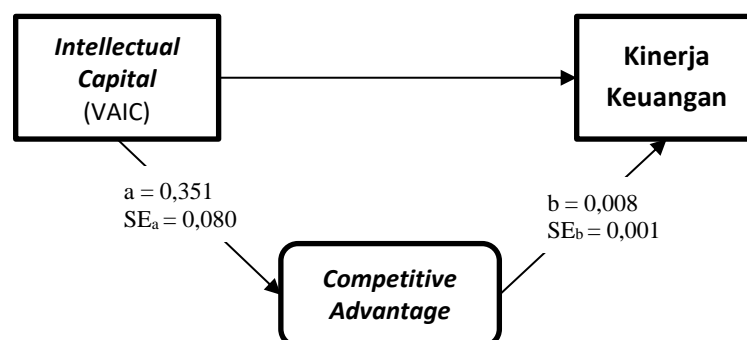 Intellectual
Capital
(VAIC)
Kinerja
Keuangan
a = 0,351
SEa = 0,080
b = 0,008
SEb = 0,001
Competitive
Advantage